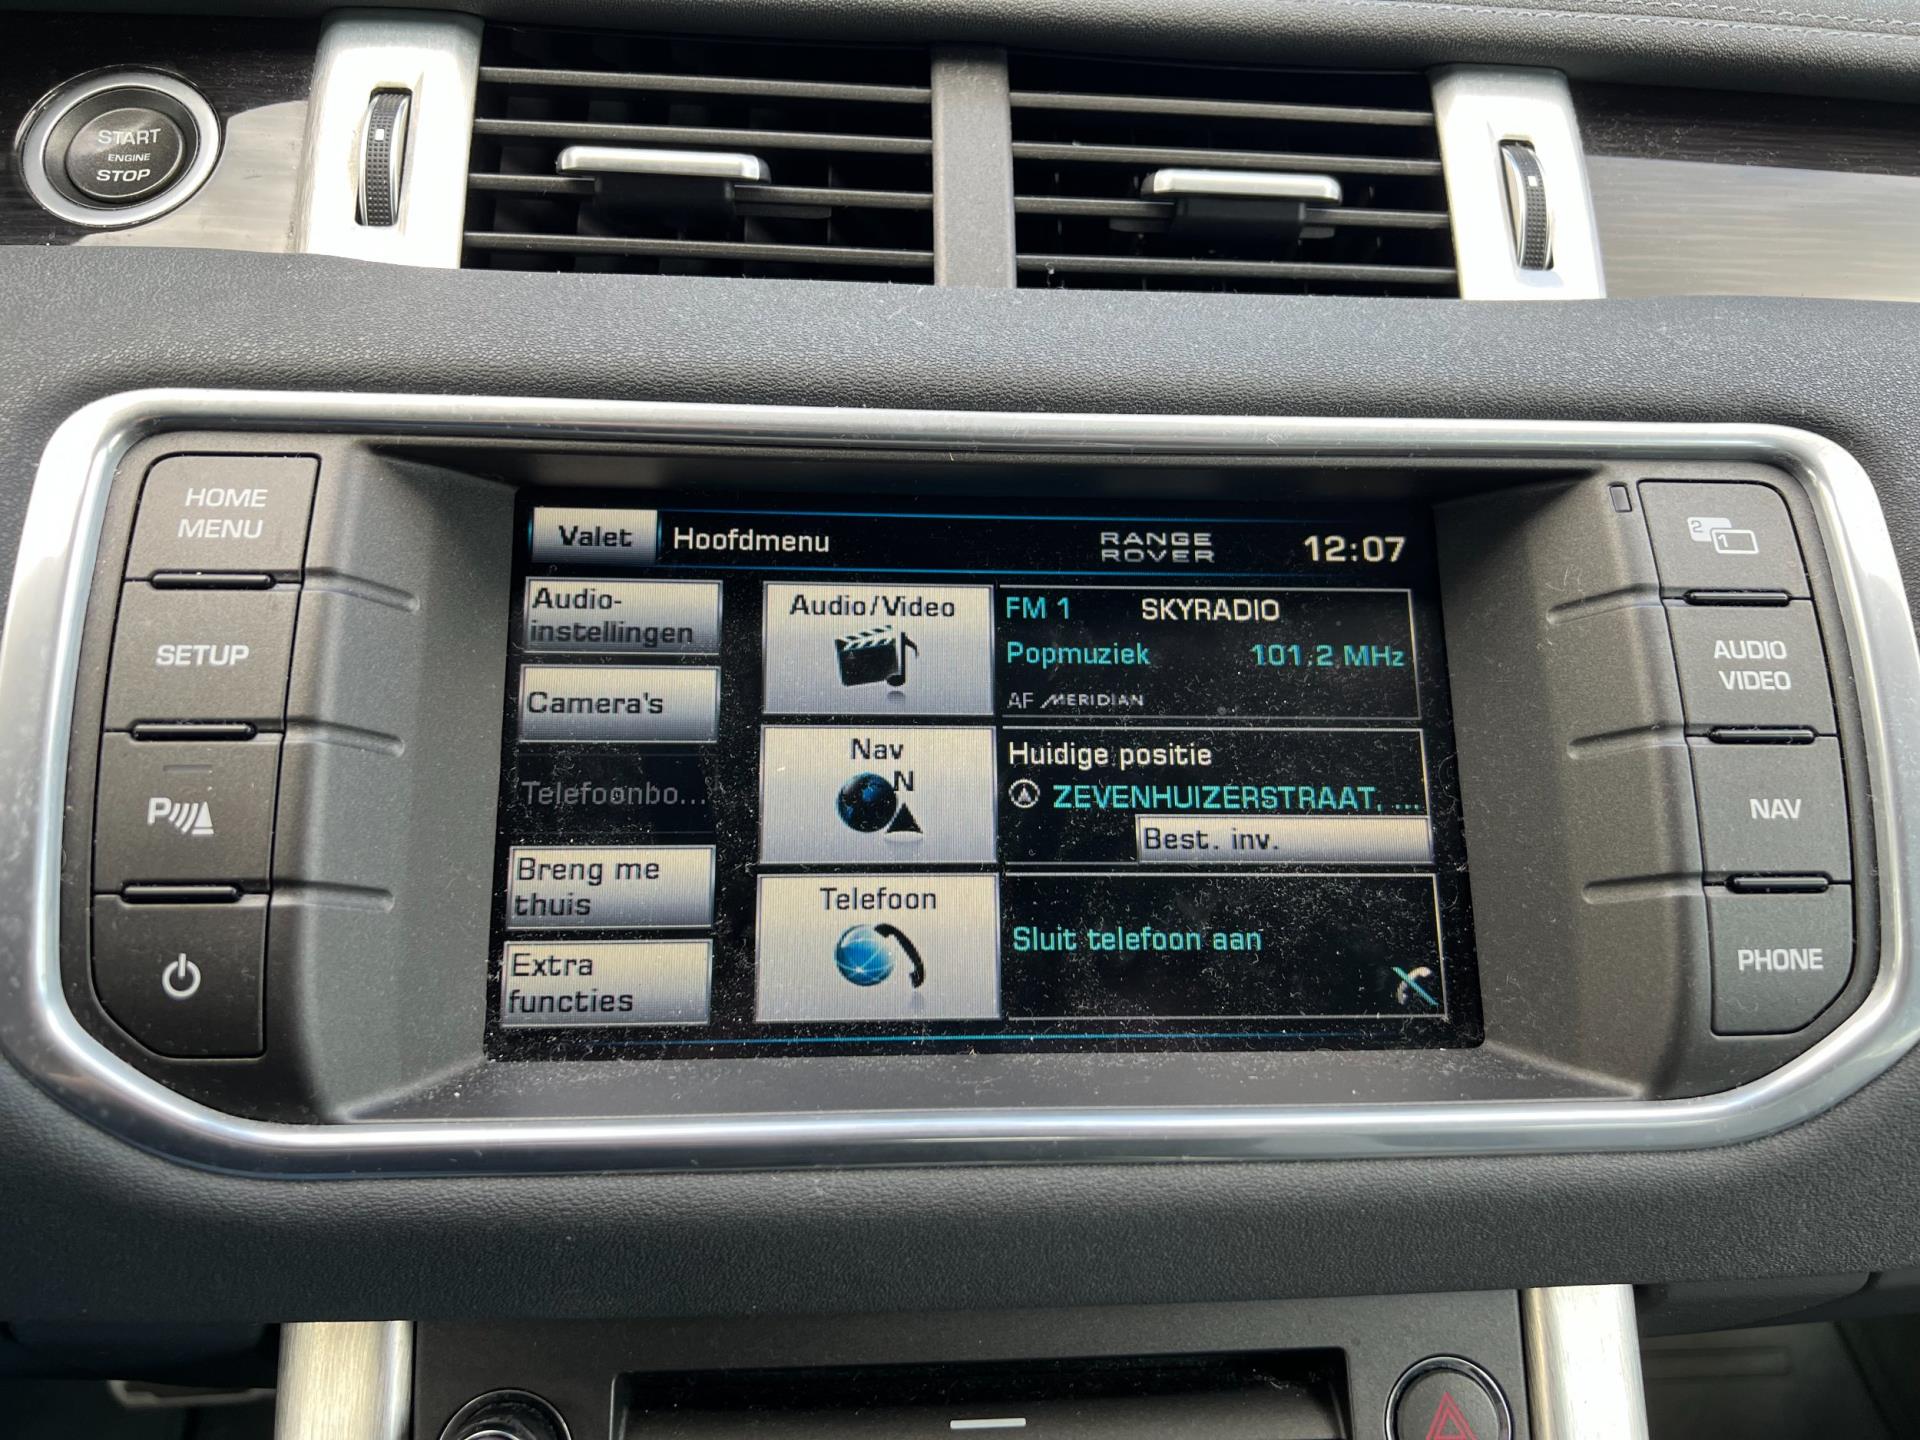 START
ENGINE
STOP
HOME
MENU
SETUP
P
Valet
Hoofdmenu
RANGE
ROVER
12:07
Audio-
instellingen
Camera's
Telefoonbo...
Breng me
thuis
Extra
functies
Audio/Video
Nav
N
Telefoon
FM 1 SKYRADIO
Popmuziek 101.2 MHz
AF MERIDIAN
Huidige positie
ZEVENHUIZERSTRAAT, ...
Best. inv.
Sluit telefoon aan
2
1
AUDIO
VIDEO
NAV
PHONE